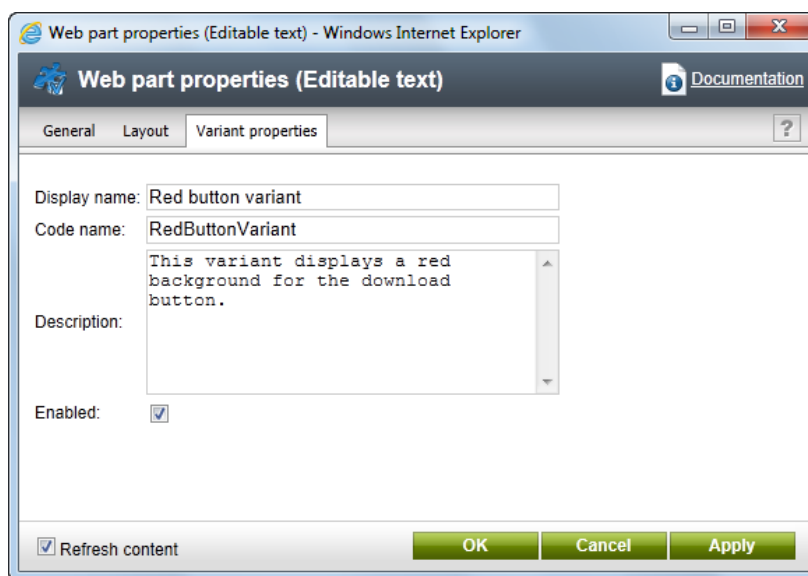 Web part properties (Editable text) - Windows Internet Explorer
Web part properties (Editable text)
Documentation
General Layout Variant properties
?
Display name: Red button variant
Code name: RedButtonVariant
Description:
This variant displays a red
background for the download
button.
Enabled:
Refresh content
OK Cancel Apply